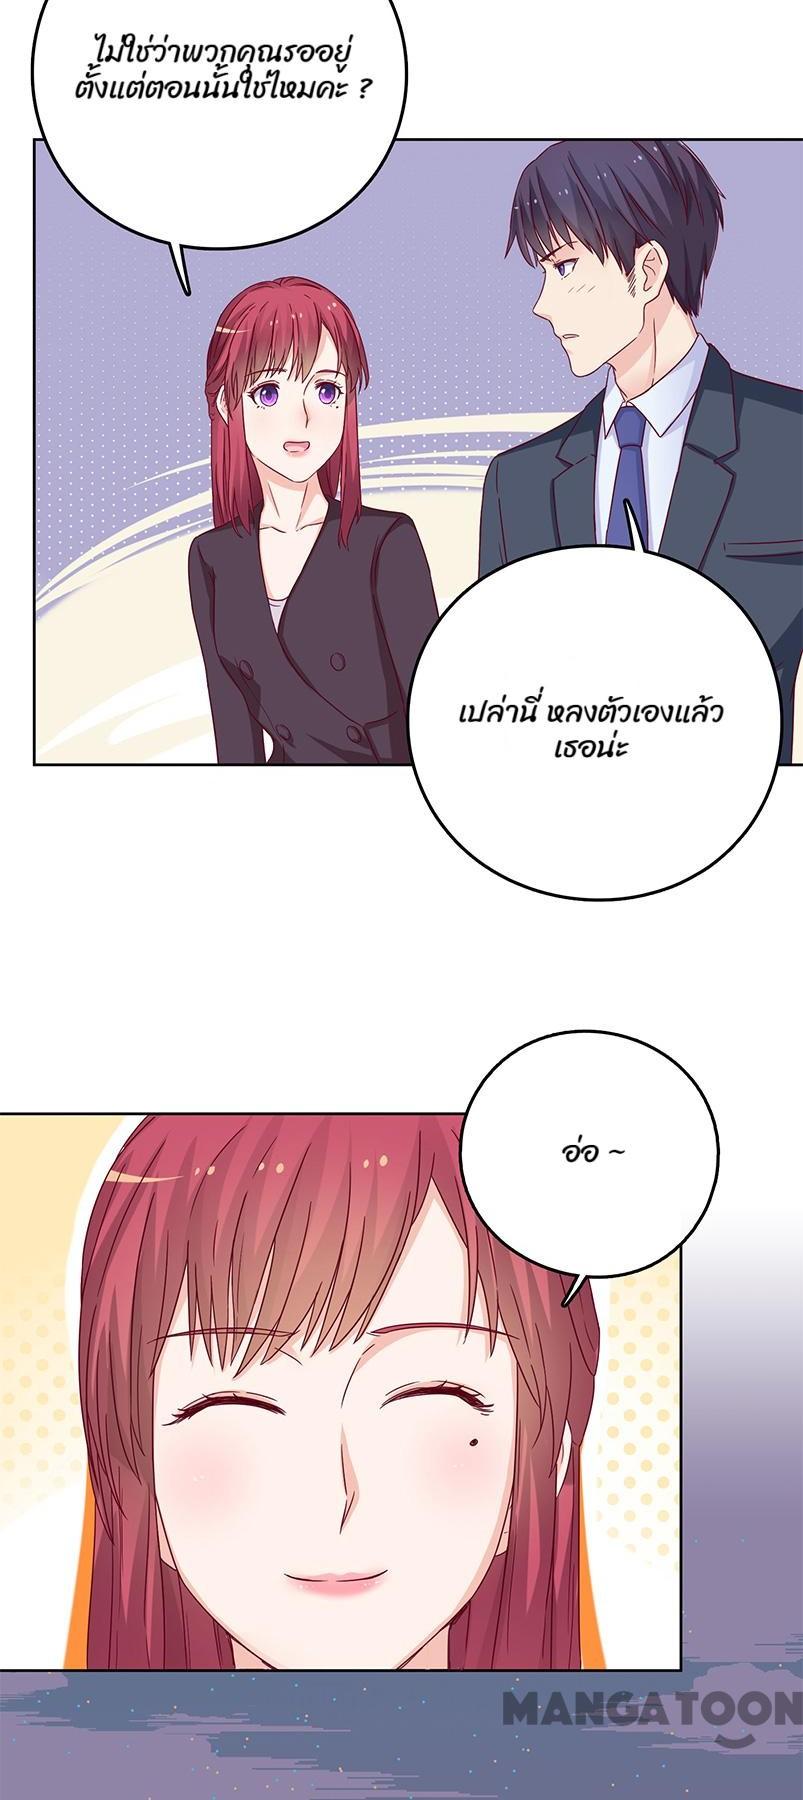 ไม่ใช่ว่าพวกคุณรออยู่
ตั้งแต่ตอนนั้นใช่ไหมคะ ?
เปล่านี่ หลงตัวเองแล้ว
เธอน่ะ
อ่อ ~
MANGATOON